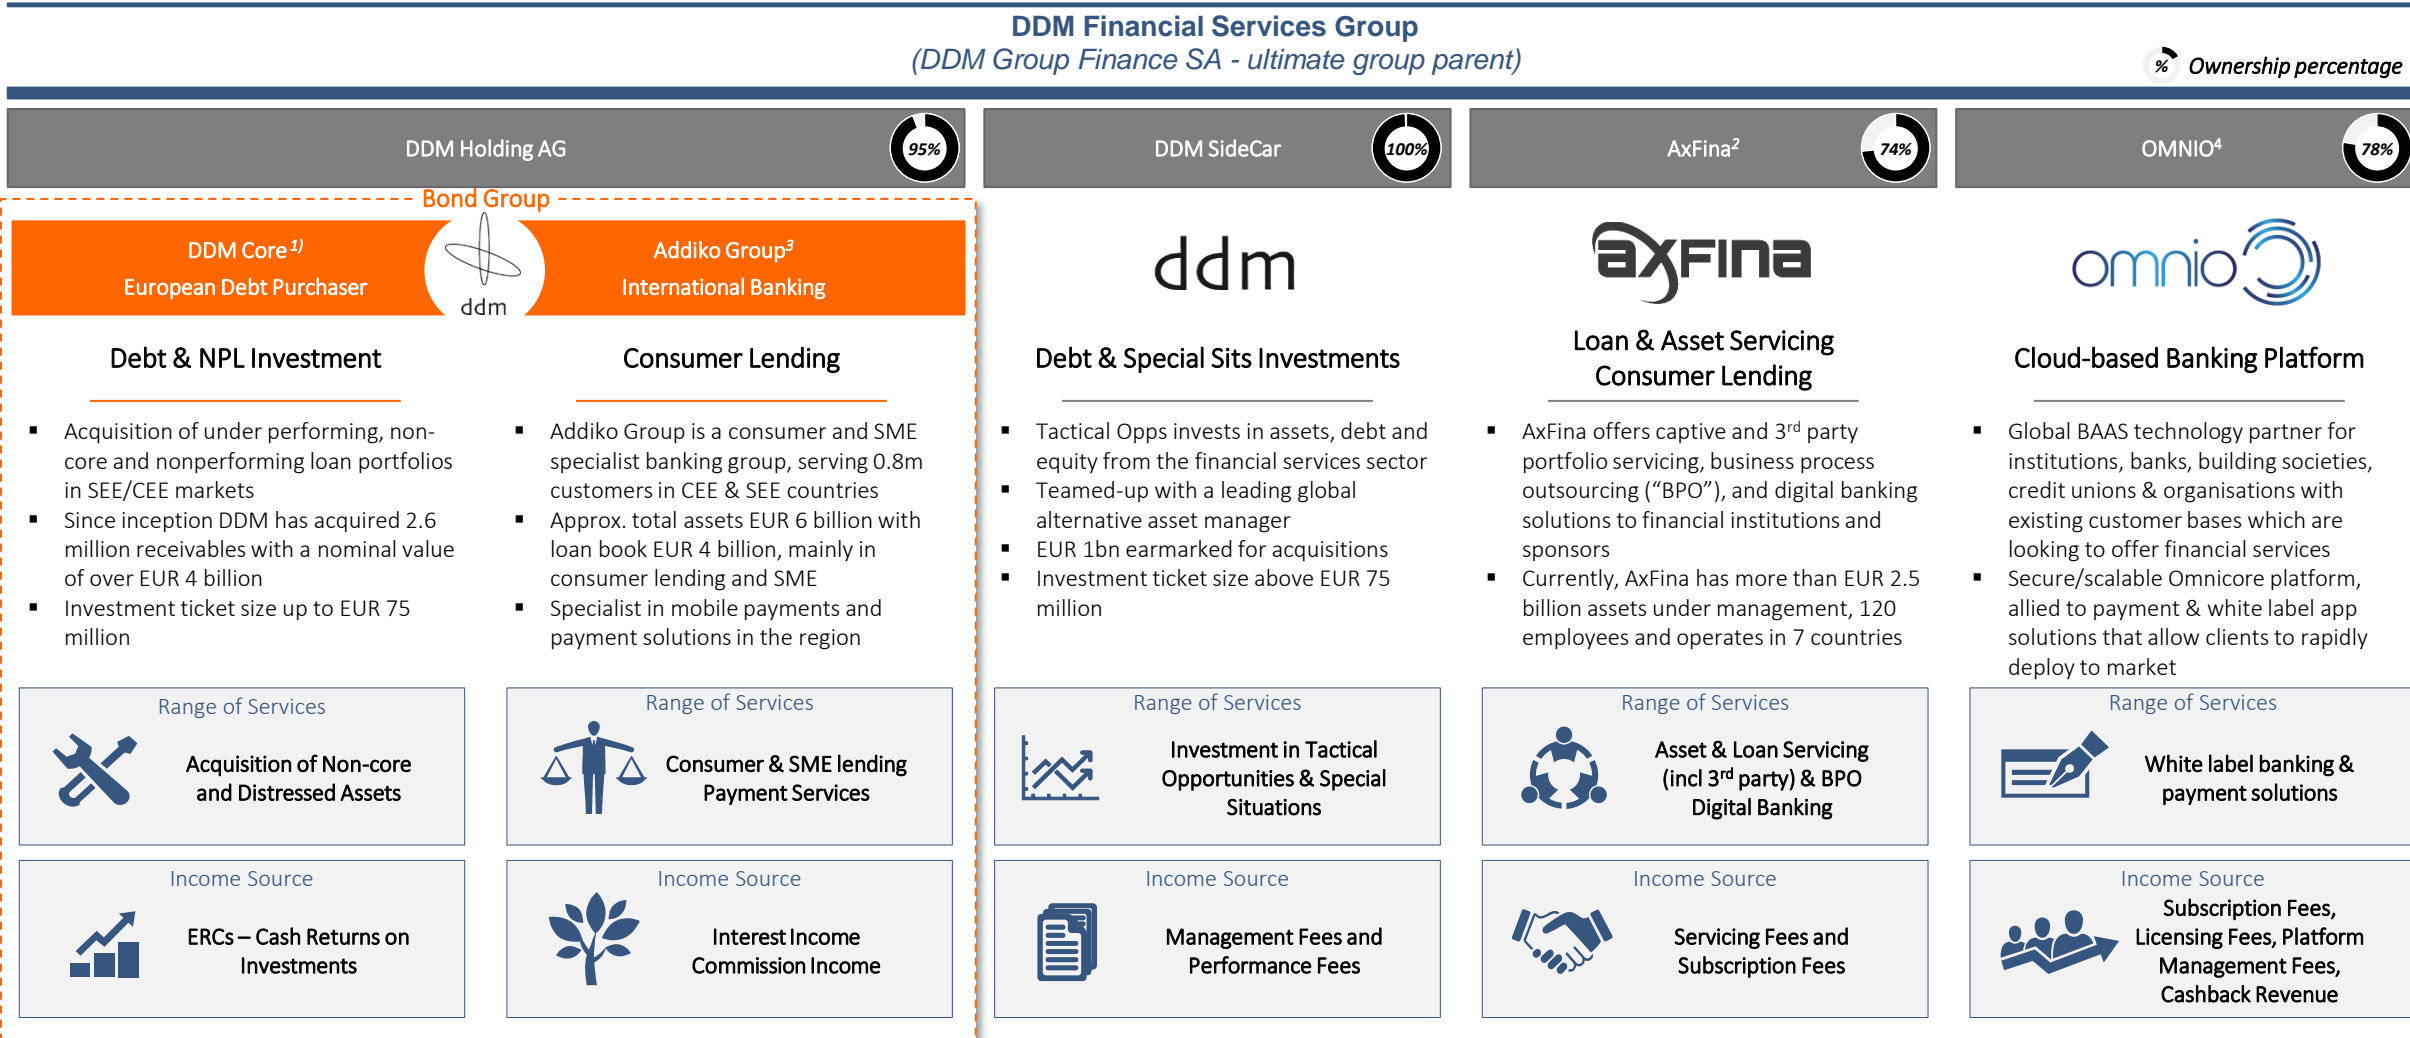 DDM Financial Services Group
(DDM Group Finance SA - ultimate group parent)
% Ownership percentage
DDM Holding AG
95%
DDM SideCar
100%
AxFina2
74%
OMNIO4
78%
Bond Group
DDM Core 1)
European Debt Purchaser
ddm
Addiko Group3
International Banking
ddm
axFina
omnio
Debt & NPL Investment
Consumer Lending
Debt & Special Sits Investments
Loan & Asset Servicing
Consumer Lending
Cloud-based Banking Platform
▪ Acquisition of under performing, non-
core and nonperforming loan portfolios
in SEE/CEE markets
▪ Since inception DDM has acquired 2.6
million receivables with a nominal value
of over EUR 4 billion
▪ Investment ticket size up to EUR 75
million
▪ Addiko Group is a consumer and SME
specialist banking group, serving 0.8m
customers in CEE & SEE countries
▪ Approx. total assets EUR 6 billion with
loan book EUR 4 billion, mainly in
consumer lending and SME
▪ Specialist in mobile payments and
payment solutions in the region
▪ Tactical Opps invests in assets, debt and
equity from the financial services sector
▪ Teamed-up with a leading global
alternative asset manager
▪ EUR 1bn earmarked for acquisitions
▪ Investment ticket size above EUR 75
million
▪ AxFina offers captive and 3rd party
portfolio servicing, business process
outsourcing (“BPO”), and digital banking
solutions to financial institutions and
sponsors
▪ Currently, AxFina has more than EUR 2.5
billion assets under management, 120
employees and operates in 7 countries
▪ Global BAAS technology partner for
institutions, banks, building societies,
credit unions & organisations with
existing customer bases which are
looking to offer financial services
▪ Secure/scalable Omnicore platform,
allied to payment & white label app
solutions that allow clients to rapidly
deploy to market
Range of Services
Acquisition of Non-core
and Distressed Assets
Range of Services
Consumer & SME lending
Payment Services
Range of Services
Investment in Tactical
Opportunities & Special
Situations
Range of Services
Asset & Loan Servicing
(incl 3rd party) & BPO
Digital Banking
Range of Services
White label banking &
payment solutions
Income Source
ERCs – Cash Returns on
Investments
Income Source
Interest Income
Commission Income
Income Source
Management Fees and
Performance Fees
Income Source
Servicing Fees and
Subscription Fees
Income Source
Subscription Fees,
Licensing Fees, Platform
Management Fees,
Cashback Revenue